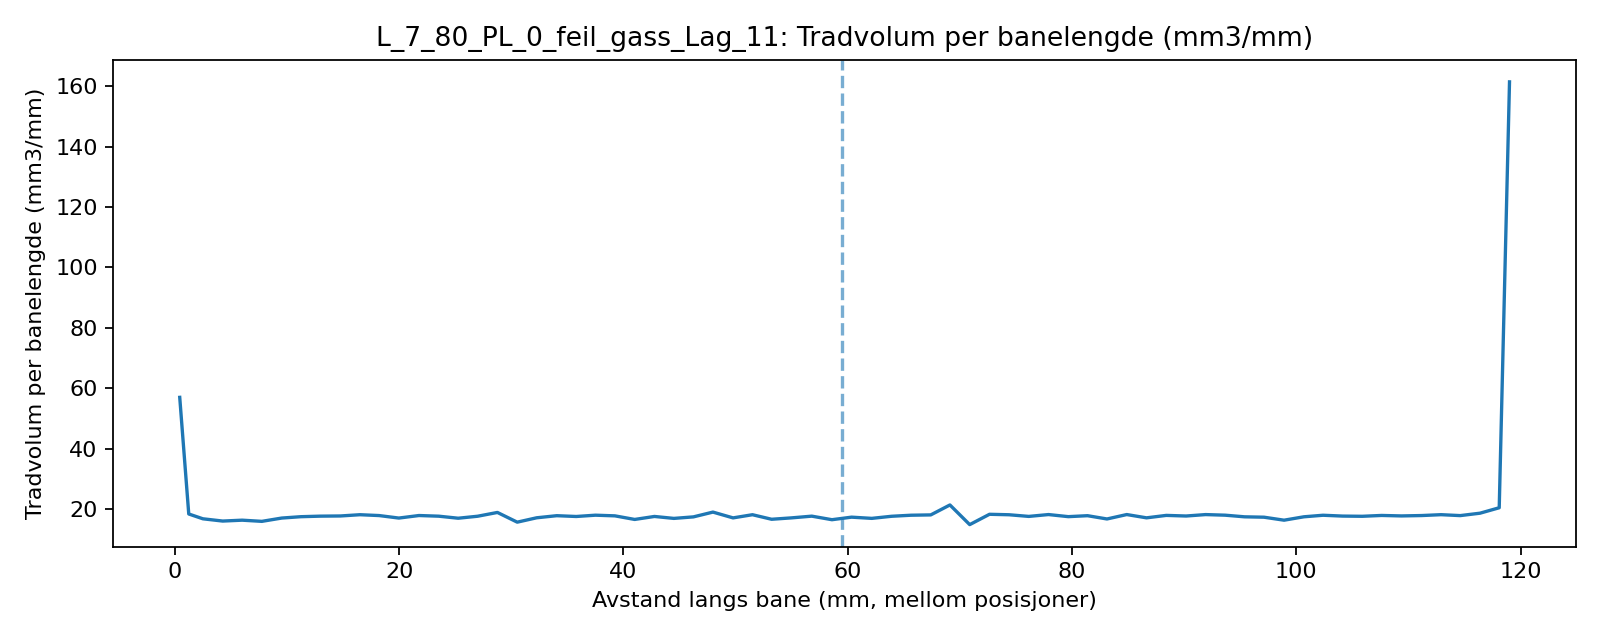 L_7_80_PL_0_feil_gass_Lag_11: Tradvolum per banelengde (mm3/mm)
Tradvolum per banelengde (mm3/mm)
160
140
120
100
80
60
40
20
0 20 40 60 80 100 120
Avstand langs bane (mm, mellom posisjoner)